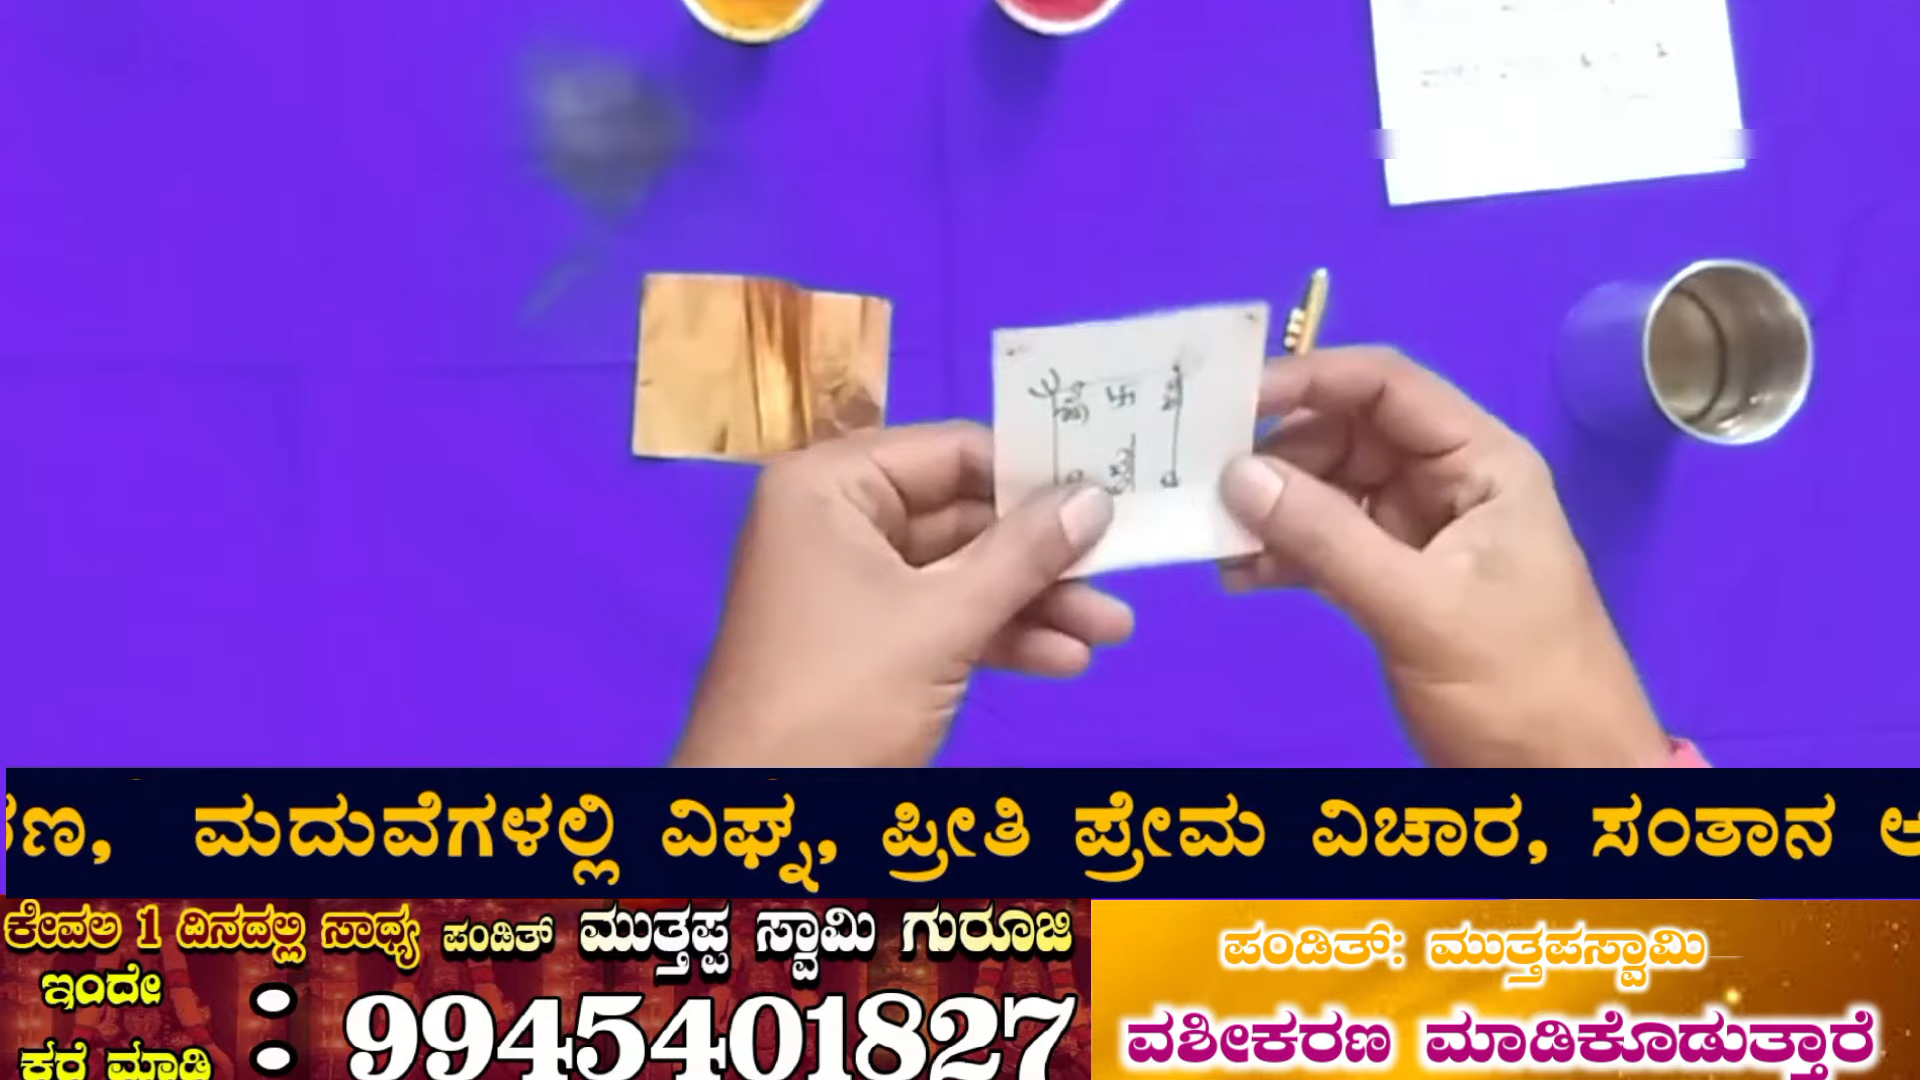 ಮದುವೆಗಳಲ್ಲಿ ವಿಘ್ನ, ಪ್ರೀತಿ ಪ್ರೇಮ ವಿಚಾರ, ಸಂತಾನ
ಕೇವಲ 1 ದಿನದಲ್ಲಿ ಸಾಧ್ಯ ಪಂಡಿತ್ ಮುತ್ತಪ್ಪ ಸ್ವಾಮಿ ಗುರೂಜಿ
ಇಂದೇ
ಕರೆ ಮಾಡಿ : 9945401827
ಪಂಡಿತ್: ಮುತ್ತಪಸ್ವಾಮಿ
ವಶೀಕರಣ ಮಾಡಿಕೊಡುತ್ತಾರೆ